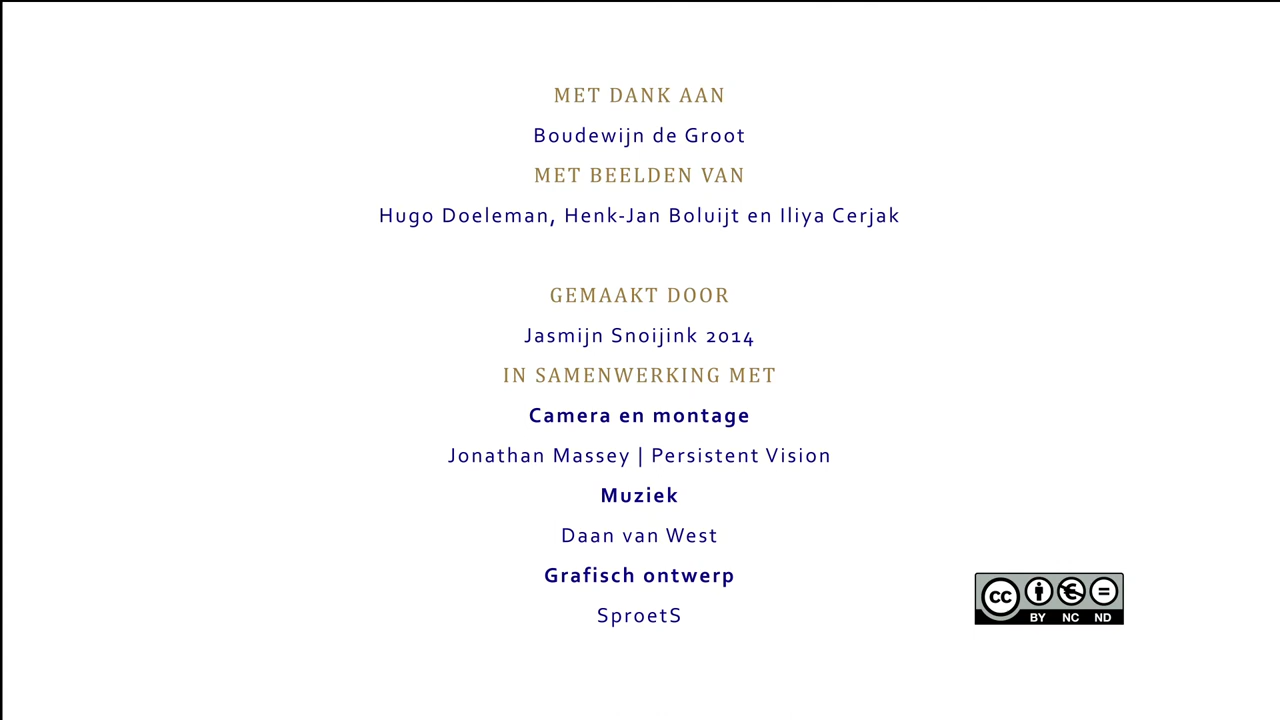 MET DANK AAN
Boudewijn de Groot
MET BEELDEN VAN
Hugo Doeleman, Henk-Jan Boluijt en Iliya Cerjak
GEMAAKT DOOR
Jasmijn Snoijink 2014
IN SAMENWERKING MET
Camera en montage
Jonathan Massey | Persistent Vision
Muziek
Daan van West
Grafisch ontwerp
SproetS
cc
BY NC ND